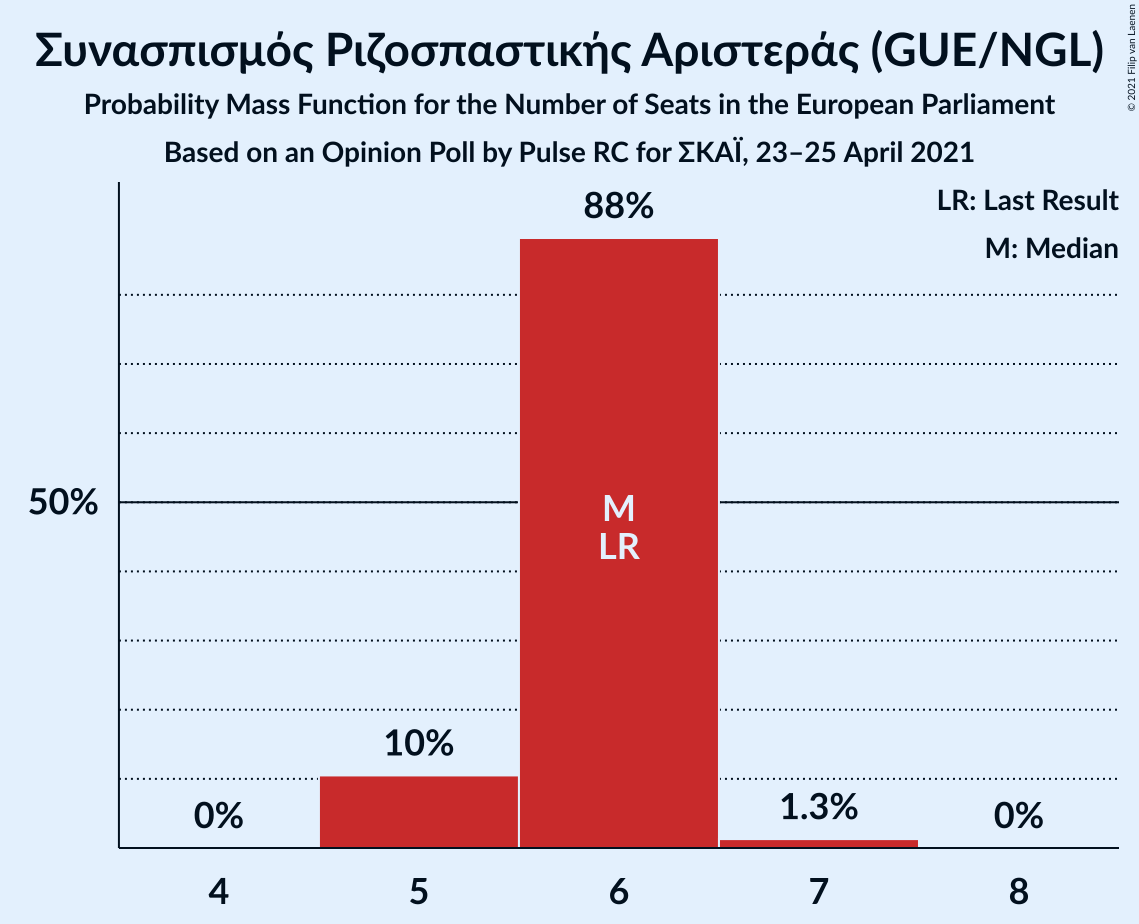 Συνασπισμός Ριζοσπαστικής Αριστεράς (GUE/NGL)
Probability Mass Function for the Number of Seats in the European Parliament
Based on an Opinion Poll by Pulse RC for ΣΚΑΪ, 23–25 April 2021
© 2021 Filip van Laenen
LR: Last Result
M: Median
88%
50%
M
LR
10%
0%
1.3%
0%
4 5 6 7 8